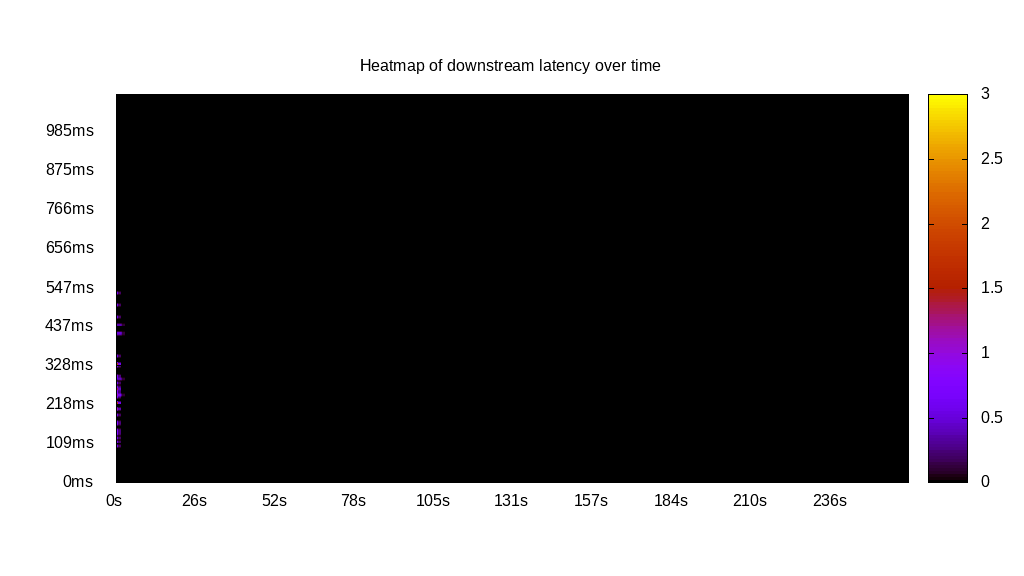 Heatmap of downstream latency over time
985ms
875ms
766ms
656ms
547ms
437ms
328ms
218ms
109ms
0ms
0s 26s 52s 78s 105s 131s 157s 184s 210s 236s
3
2.5
2
1.5
1
0.5
0